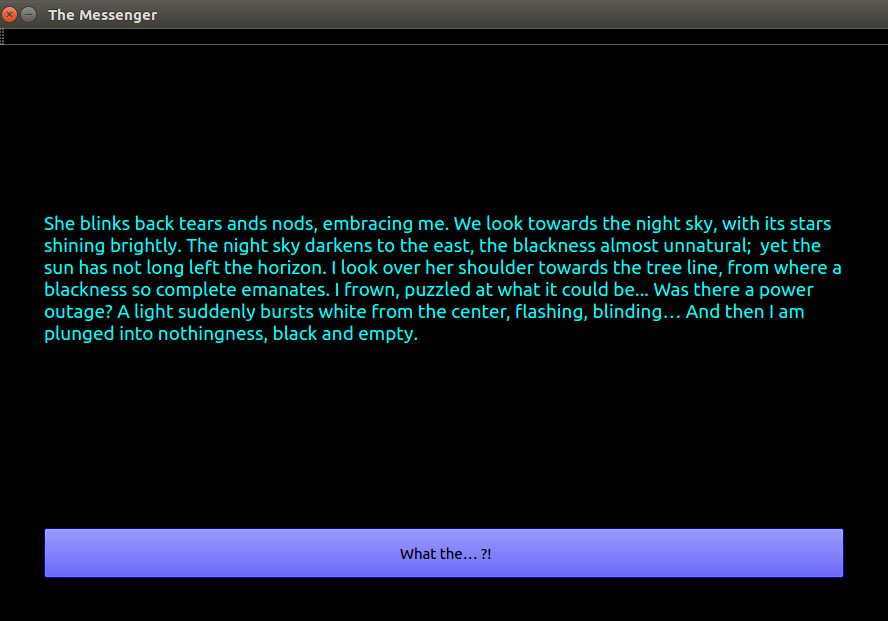 The Messenger
She blinks back tears ands nods, embracing me. We look towards the night sky, with its stars
shining brightly. The night sky darkens to the east, the blackness almost unnatural;  yet the
sun has not long left the horizon. I look over her shoulder towards the tree line, from where a
blackness so complete emanates. I frown, puzzled at what it could be... Was there a power
outage? A light suddenly bursts white from the center, flashing, blinding… And then I am
plunged into nothingness, black and empty.
What the… ?!